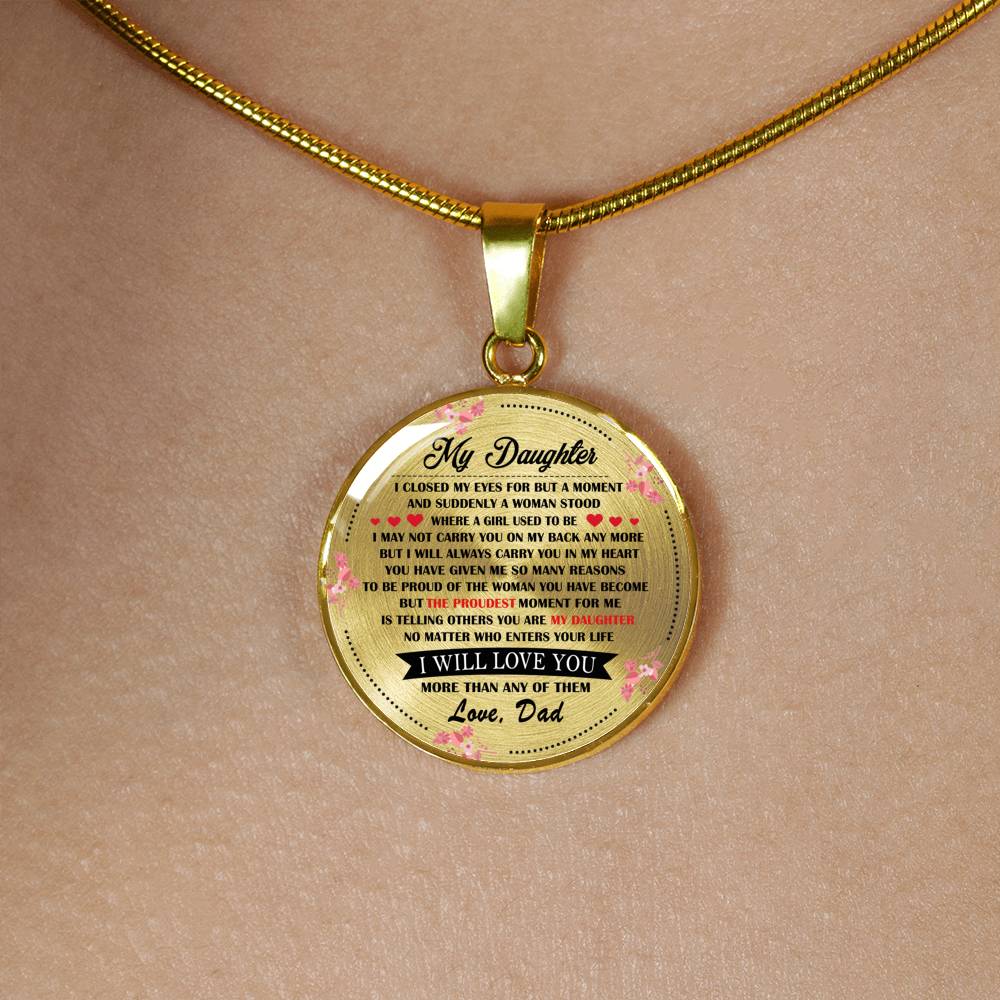 My Daughter
I CLOSED MY EYES FOR BUT A MOMENT
AND SUDDENLY A WOMAN STOOD
WHERE A GIRL USED TO BE
I MAY NOT CARRY YOU ON MY BACK ANY MORE
BUT I WILL ALWAYS CARRY YOU IN MY HEART
YOU HAVE GIVEN ME SO MANY REASONS
TO BE PROUD OF THE WOMAN YOU HAVE BECOME
BUT THE PROUDEST MOMENT FOR ME
IS TELLING OTHERS YOU ARE MY DAUGHTER
NO MATTER WHO ENTERS YOUR LIFE
I WILL LOVE YOU
MORE THAN ANY OF THEM
Love, Dad